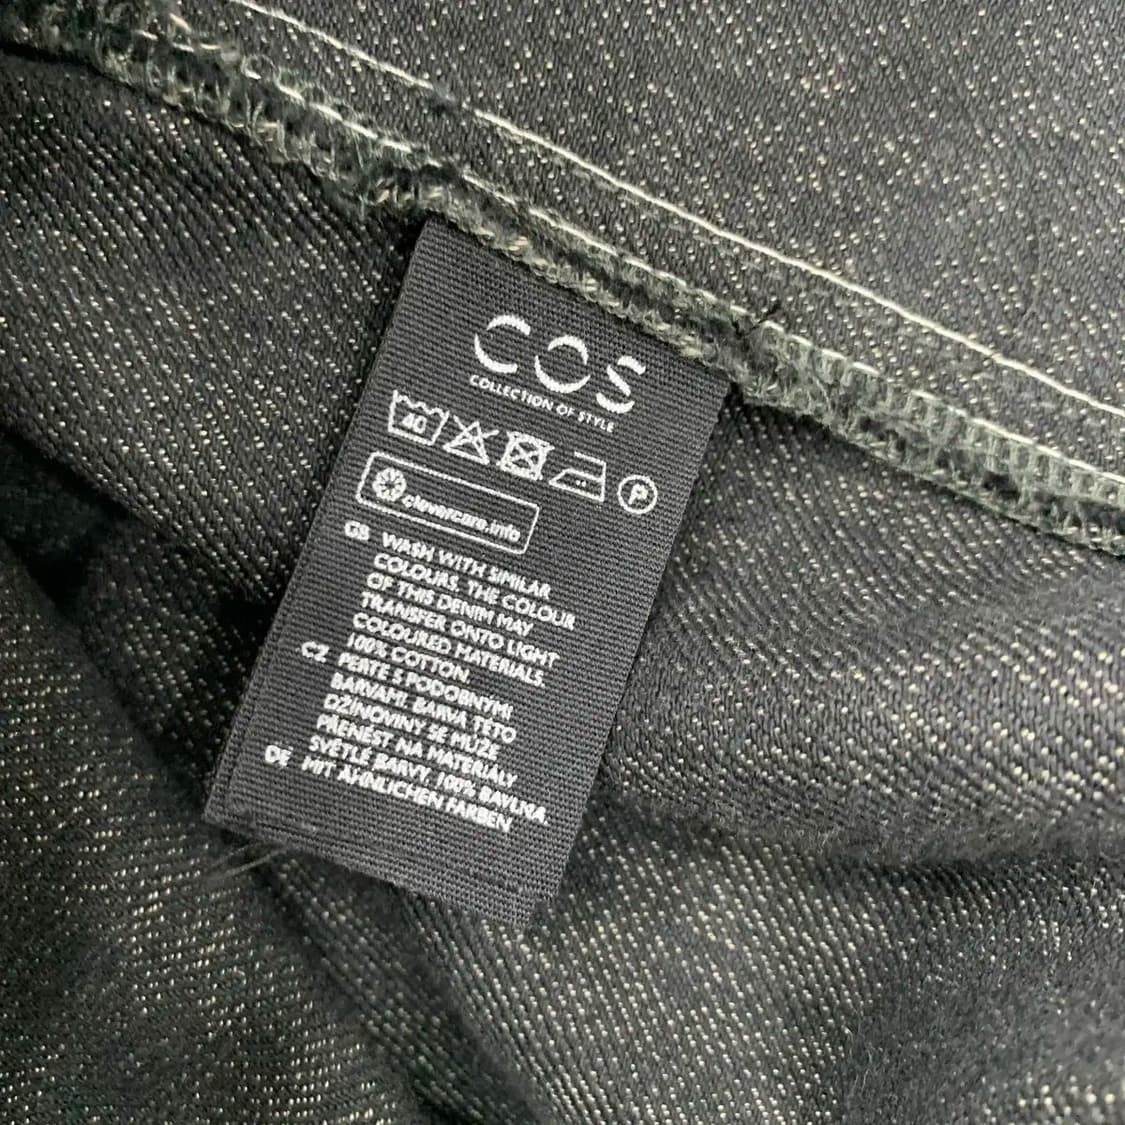 COS
COLLECTION OF STYLE
40
P
clevercare.info
GB WASH WITH SIMILAR
COLOURS. THE COLOUR
OF THIS DENIM MAY
TRANSFER ONTO LIGHT
COLOURED MATERIALS.
100% COTTON.
CZ PERTE S PODOBNÝMI
BARVAMI. BARVA TÉTO
DŽÍNOVINY SE MŮŽE
PŘENÉST NA MATERIÁLY
SVĚTLÉ BARVY. 100% BAVLNA.
DE MIT ÄHNLICHEN FARBEN